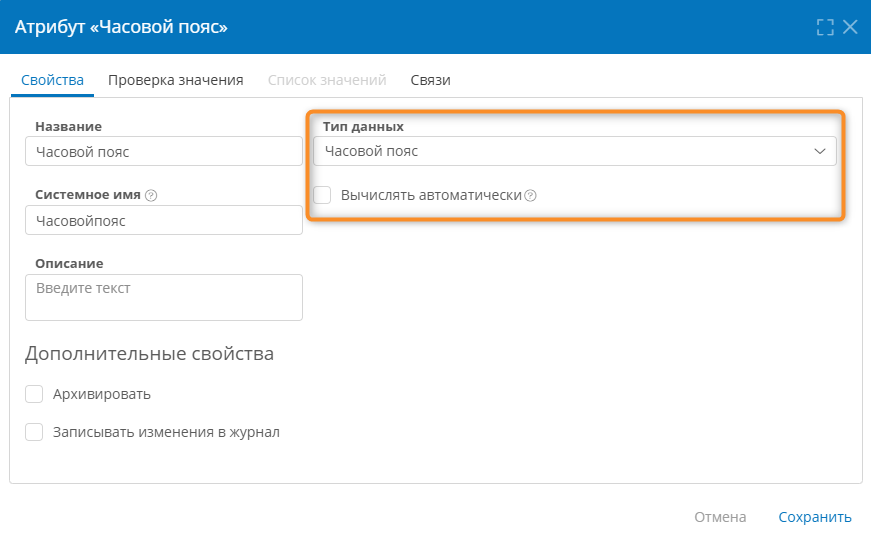 Атрибут «Часовой пояс»
Свойства Проверка значения Список значений Связи
Название
Часовой пояс
Тип данных
Часовой пояс
Вычислять автоматически ?
Системное имя ?
Часовойпояс
Описание
Введите текст
Дополнительные свойства
Архивировать
Записывать изменения в журнал
Отмена Сохранить